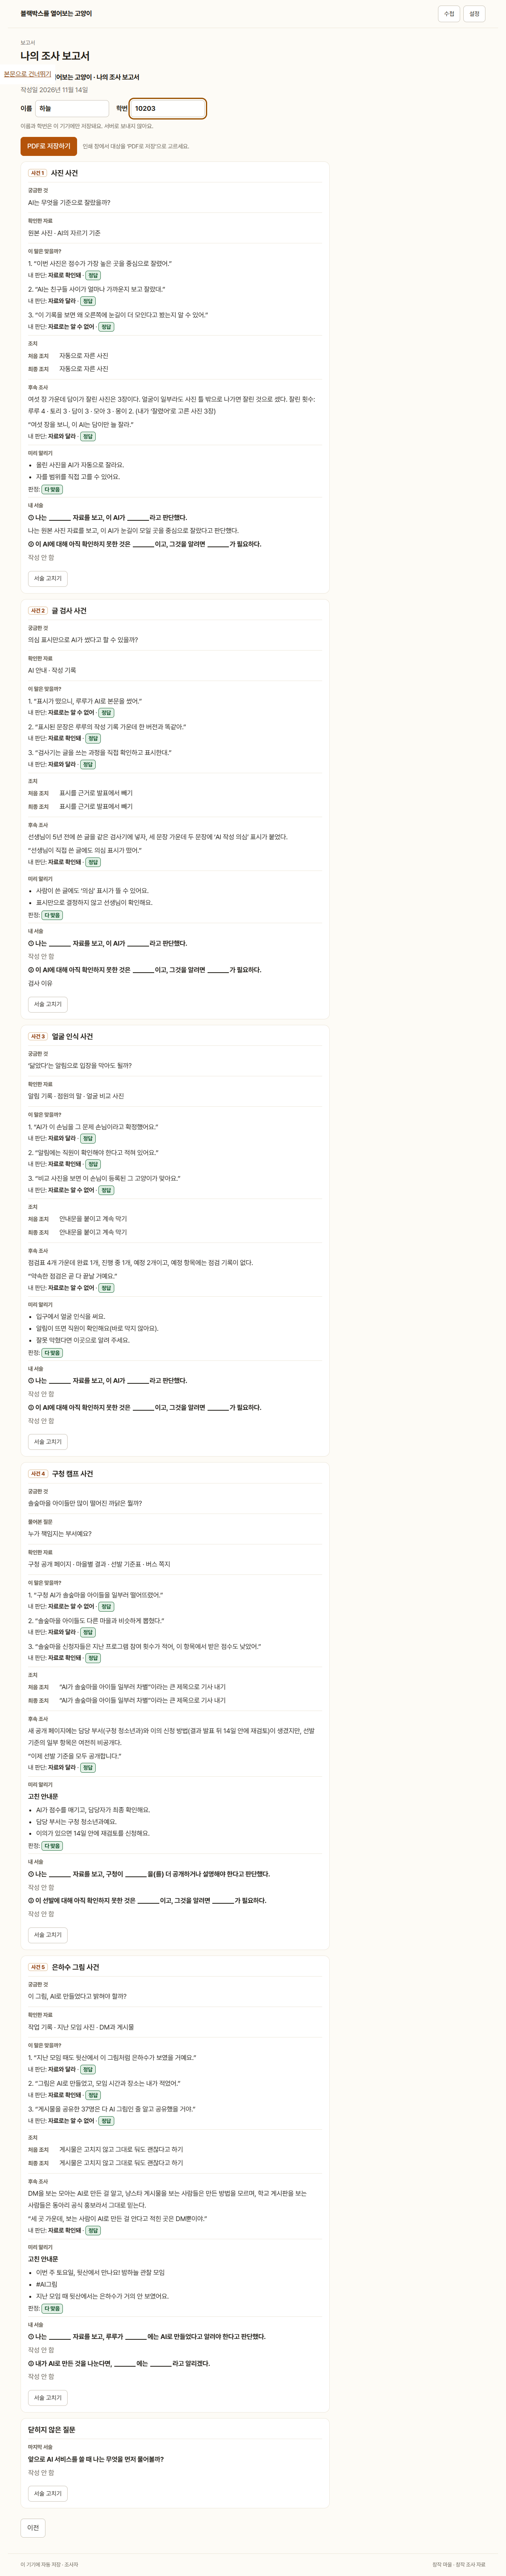 블랙박스를 열어보는 고양이
수첩
설정
보고서
나의 조사 보고서
본문으로 건너뛰기
어보는 고양이 · 나의 조사 보고서
작성일 2026년 11월 14일
이름 하늘 학번 10203
이름과 학번은 이 기기에만 저장돼요. 서버로 보내지 않아요.
PDF로 저장하기
인쇄 창에서 대상을 'PDF로 저장'으로 고르세요.
사건 1 사진 사건
궁금한 것
AI는 무엇을 기준으로 잘랐을까?
확인한 자료
원본 사진 · AI의 자르기 기준
이 말은 맞을까?
1. “이번 사진은 점수가 가장 높은 곳을 중심으로 잘렸어.”
내 판단: 자료로 확인돼 · 정답
2. “AI는 친구들 사이가 얼마나 가까운지 보고 잘랐대.”
내 판단: 자료와 달라 · 정답
3. “이 기록을 보면 왜 오른쪽에 눈길이 더 모인다고 봤는지 알 수 있어.”
내 판단: 자료로는 알 수 없어 · 정답
조치
처음 조치 자동으로 자른 사진
최종 조치 자동으로 자른 사진
후속 조사
여섯 장 가운데 담이가 잘린 사진은 3장이다. 얼굴이 일부라도 사진 틀 밖으로 나가면 잘린 것으로 셌다. 잘린 횟수:
루루 4 · 토리 3 · 담이 3 · 모아 3 · 몽이 2. (내가 ‘잘렸어’로 고른 사진 3장)
“여섯 장을 보니, 이 AI는 담이만 늘 잘라.”
내 판단: 자료와 달라 · 정답
미리 알리기
• 올린 사진을 AI가 자동으로 잘라요.
• 자를 범위를 직접 고를 수 있어요.
판정: 다 맞음
내 서술
① 나는 ______ 자료를 보고, 이 AI가 ______라고 판단했다.
나는 원본 사진 자료를 보고, 이 AI가 눈길이 모일 곳을 중심으로 잘랐다고 판단했다.
② 이 AI에 대해 아직 확인하지 못한 것은 ______이고, 그것을 알려면 ______가 필요하다.
작성 안 함
서술 고치기
사건 2 글 검사 사건
궁금한 것
의심 표시만으로 AI가 썼다고 할 수 있을까?
확인한 자료
AI 안내 · 작성 기록
이 말은 맞을까?
1. “표시가 떴으니, 루루가 AI로 본문을 썼어.”
내 판단: 자료로는 알 수 없어 · 정답
2. “표시된 문장은 루루의 작성 기록 가운데 한 버전과 똑같아.”
내 판단: 자료로 확인돼 · 정답
3. “검사기는 글을 쓰는 과정을 직접 확인하고 표시한대.”
내 판단: 자료와 달라 · 정답
조치
처음 조치 표시를 근거로 발표에서 빼기
최종 조치 표시를 근거로 발표에서 빼기
후속 조사
선생님이 5년 전에 쓴 글을 같은 검사기에 넣자, 세 문장 가운데 두 문장에 ‘AI 작성 의심’ 표시가 붙었다.
“선생님이 직접 쓴 글에도 의심 표시가 떴어.”
내 판단: 자료로 확인돼 · 정답
미리 알리기
• 사람이 쓴 글에도 ‘의심’ 표시가 뜰 수 있어요.
• 표시만으로 결정하지 않고 선생님이 확인해요.
판정: 다 맞음
내 서술
① 나는 ______ 자료를 보고, 이 AI가 ______라고 판단했다.
작성 안 함
② 이 AI에 대해 아직 확인하지 못한 것은 ______이고, 그것을 알려면 ______가 필요하다.
검사 이유
서술 고치기
사건 3 얼굴 인식 사건
궁금한 것
‘닮았다’는 알림으로 입장을 막아도 될까?
확인한 자료
알림 기록 · 점원의 말 · 얼굴 비교 사진
이 말은 맞을까?
1. “AI가 이 손님을 그 문제 손님이라고 확정했어요.”
내 판단: 자료와 달라 · 정답
2. “알림에는 직원이 확인해야 한다고 적혀 있어요.”
내 판단: 자료로 확인돼 · 정답
3. “비교 사진을 보면 이 손님이 등록된 그 고양이가 맞아요.”
내 판단: 자료로는 알 수 없어 · 정답
조치
처음 조치 안내문을 붙이고 계속 막기
최종 조치 안내문을 붙이고 계속 막기
후속 조사
점검표 4개 가운데 완료 1개, 진행 중 1개, 예정 2개이고, 예정 항목에는 점검 기록이 없다.
“약속한 점검은 곧 다 끝날 거예요.”
내 판단: 자료로는 알 수 없어 · 정답
미리 알리기
• 입구에서 얼굴 인식을 써요.
• 알림이 뜨면 직원이 확인해요(바로 막지 않아요).
• 잘못 막혔다면 이곳으로 알려 주세요.
판정: 다 맞음
내 서술
① 나는 ______ 자료를 보고, 이 AI가 ______라고 판단했다.
작성 안 함
② 이 AI에 대해 아직 확인하지 못한 것은 ______이고, 그것을 알려면 ______가 필요하다.
작성 안 함
서술 고치기
사건 4 구청 캠프 사건
궁금한 것
솔숲마을 아이들만 많이 떨어진 까닭은 뭘까?
물어본 질문
누가 책임지는 부서예요?
확인한 자료
구청 공개 페이지 · 마을별 결과 · 선발 기준표 · 버스 쪽지
이 말은 맞을까?
1. “구청 AI가 솔숲마을 아이들을 일부러 떨어뜨렸어.”
내 판단: 자료로는 알 수 없어 · 정답
2. “솔숲마을 아이들도 다른 마을과 비슷하게 뽑혔다.”
내 판단: 자료와 달라 · 정답
3. “솔숲마을 신청자들은 지난 프로그램 참여 횟수가 적어, 이 항목에서 받은 점수도 낮았어.”
내 판단: 자료로 확인돼 · 정답
조치
처음 조치 “AI가 솔숲마을 아이들 일부러 차별”이라는 큰 제목으로 기사 내기
최종 조치 “AI가 솔숲마을 아이들 일부러 차별”이라는 큰 제목으로 기사 내기
후속 조사
새 공개 페이지에는 담당 부서(구청 청소년과)와 이의 신청 방법(결과 발표 뒤 14일 안에 재검토)이 생겼지만, 선발
기준의 일부 항목은 여전히 비공개다.
“이제 선발 기준을 모두 공개합니다.”
내 판단: 자료와 달라 · 정답
미리 알리기
고친 안내문
• AI가 점수를 매기고, 담당자가 최종 확인해요.
• 담당 부서는 구청 청소년과예요.
• 이의가 있으면 14일 안에 재검토를 신청해요.
판정: 다 맞음
내 서술
① 나는 ______ 자료를 보고, 구청이 ______을(를) 더 공개하거나 설명해야 한다고 판단했다.
작성 안 함
② 이 선발에 대해 아직 확인하지 못한 것은 ______이고, 그것을 알려면 ______가 필요하다.
작성 안 함
서술 고치기
사건 5 은하수 그림 사건
궁금한 것
이 그림, AI로 만들었다고 밝혀야 할까?
확인한 자료
작업 기록 · 지난 모임 사진 · DM과 게시물
이 말은 맞을까?
1. “지난 모임 때도 뒷산에서 이 그림처럼 은하수가 보였을 거예요.”
내 판단: 자료와 달라 · 정답
2. “그림은 AI로 만들었고, 모임 시간과 장소는 내가 적었어.”
내 판단: 자료로 확인돼 · 정답
3. “게시물을 공유한 37명은 다 AI 그림인 줄 알고 공유했을 거야.”
내 판단: 자료로는 알 수 없어 · 정답
조치
처음 조치 게시물은 고치지 않고 그대로 둬도 괜찮다고 하기
최종 조치 게시물은 고치지 않고 그대로 둬도 괜찮다고 하기
후속 조사
DM을 보는 모아는 AI로 만든 걸 알고, 냥스타 게시물을 보는 사람들은 만든 방법을 모르며, 학교 게시판을 보는
사람들은 동아리 공식 홍보라서 그대로 믿는다.
“세 곳 가운데, 보는 사람이 AI로 만든 걸 안다고 적힌 곳은 DM뿐이야.”
내 판단: 자료로 확인돼 · 정답
미리 알리기
고친 안내문
• 이번 주 토요일, 뒷산에서 만나요! 밤하늘 관찰 모임
• #AI그림
• 지난 모임 때 뒷산에서는 은하수가 거의 안 보였어요.
판정: 다 맞음
내 서술
① 나는 ______ 자료를 보고, 루루가 ______에는 AI로 만들었다고 알려야 한다고 판단했다.
작성 안 함
② 내가 AI로 만든 것을 나눈다면, ______에는 ______라고 알리겠다.
작성 안 함
서술 고치기
닫히지 않은 질문
마지막 서술
앞으로 AI 서비스를 쓸 때 나는 무엇을 먼저 물어볼까?
작성 안 함
서술 고치기
이전
이 기기에 자동 저장 · 조사자
창작 마을 · 창작 조사 자료